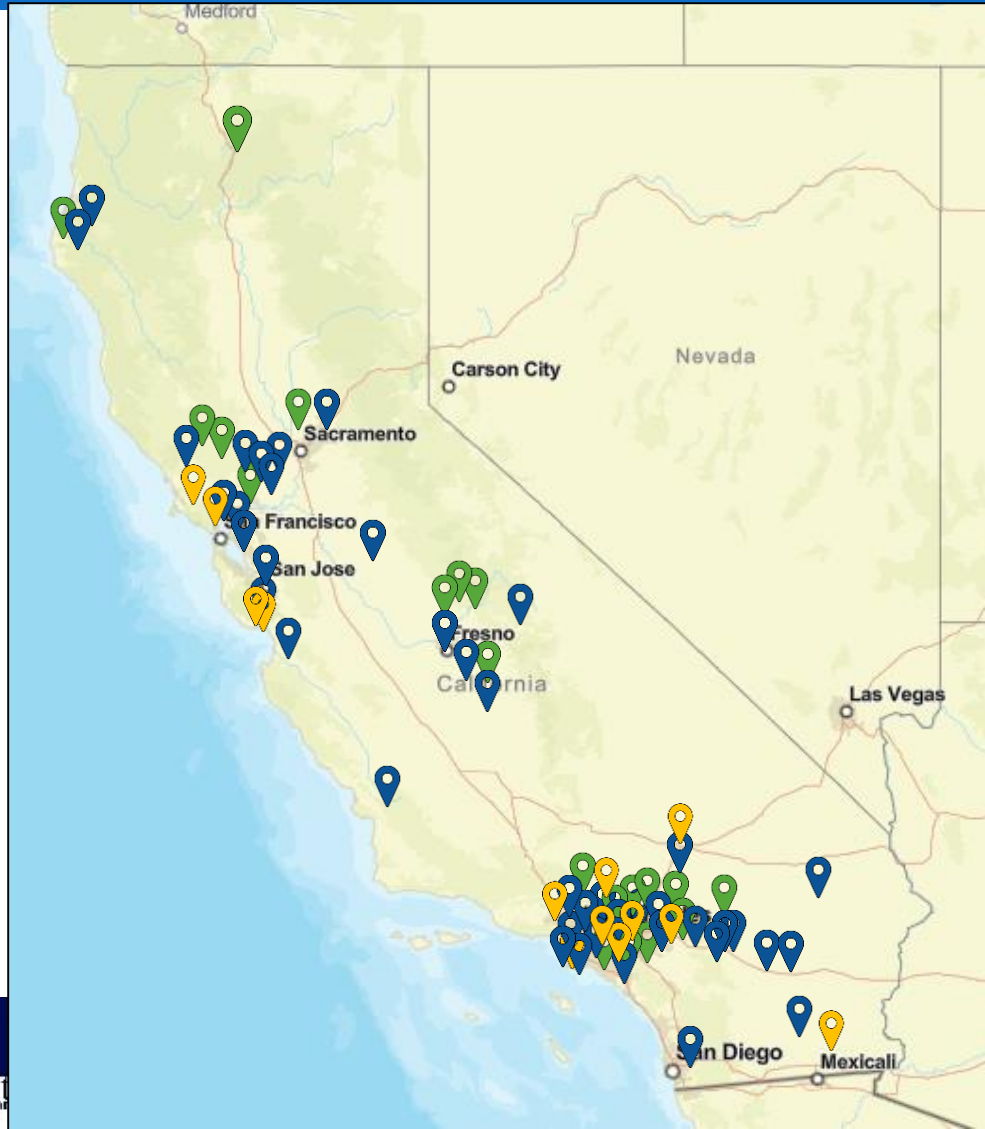 Medford
Carson City
Nevada
Sacramento
San Francisco
San Jose
Fresno
California
Las Vegas
San Diego
Mexicali